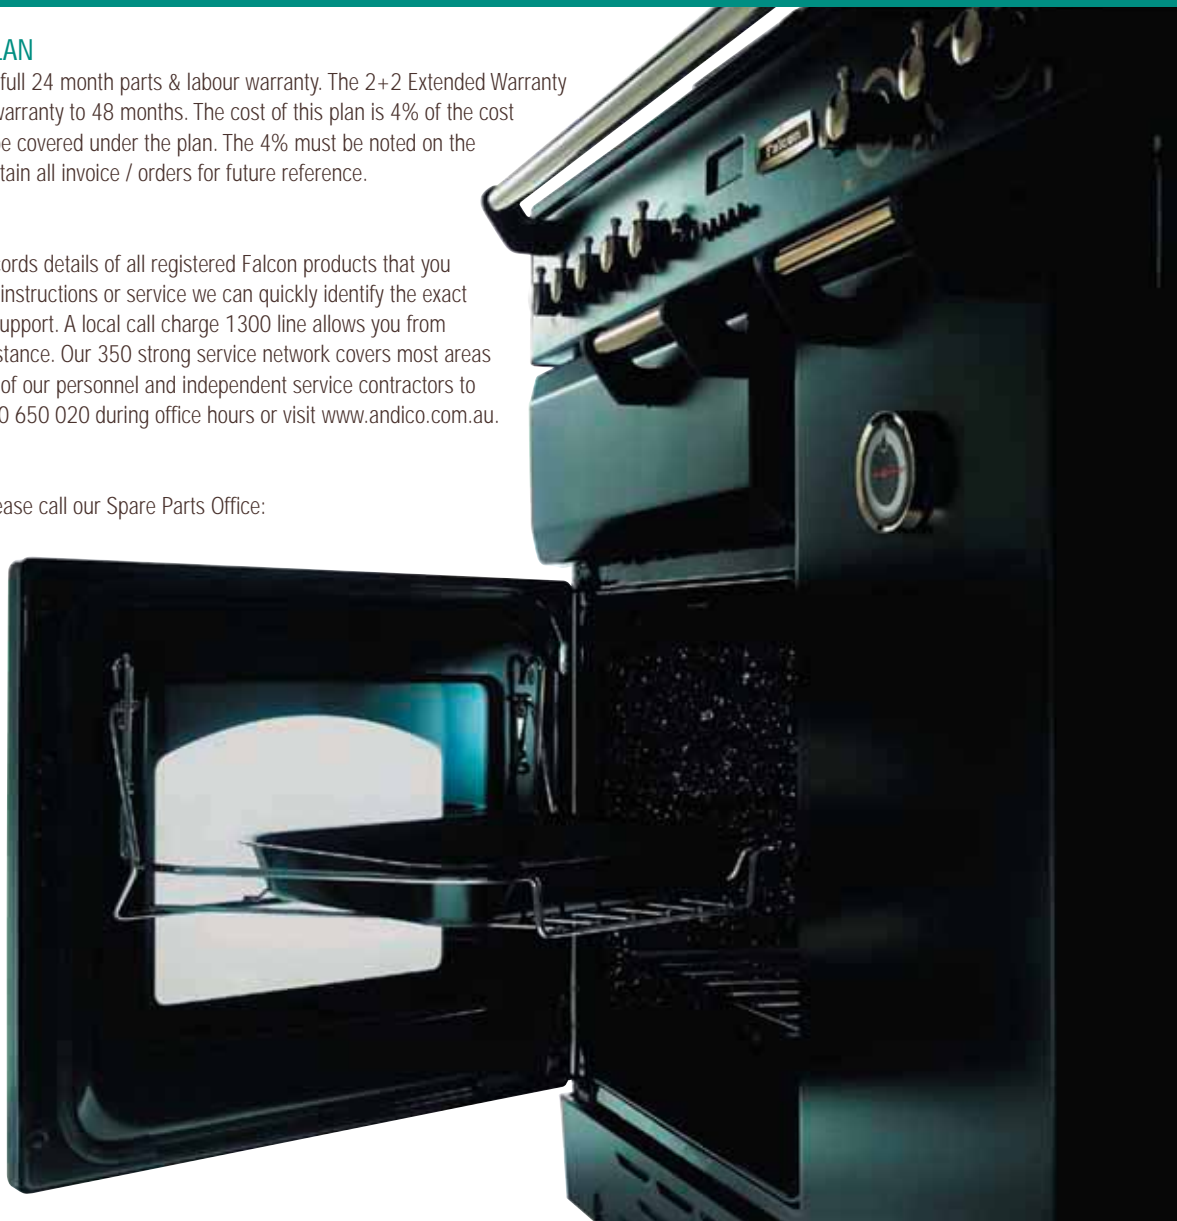 LAN
full 24 month parts & labour warranty. The 2+2 Extended Warranty
warranty to 48 months. The cost of this plan is 4% of the cost
be covered under the plan. The 4% must be noted on the
tain all invoice / orders for future reference.
cords details of all registered Falcon products that you
instructions or service we can quickly identify the exact
upport. A local call charge 1300 line allows you from
stance. Our 350 strong service network covers most areas
of our personnel and independent service contractors to
0 650 020 during office hours or visit www.andico.com.au.
ease call our Spare Parts Office:
Falcon